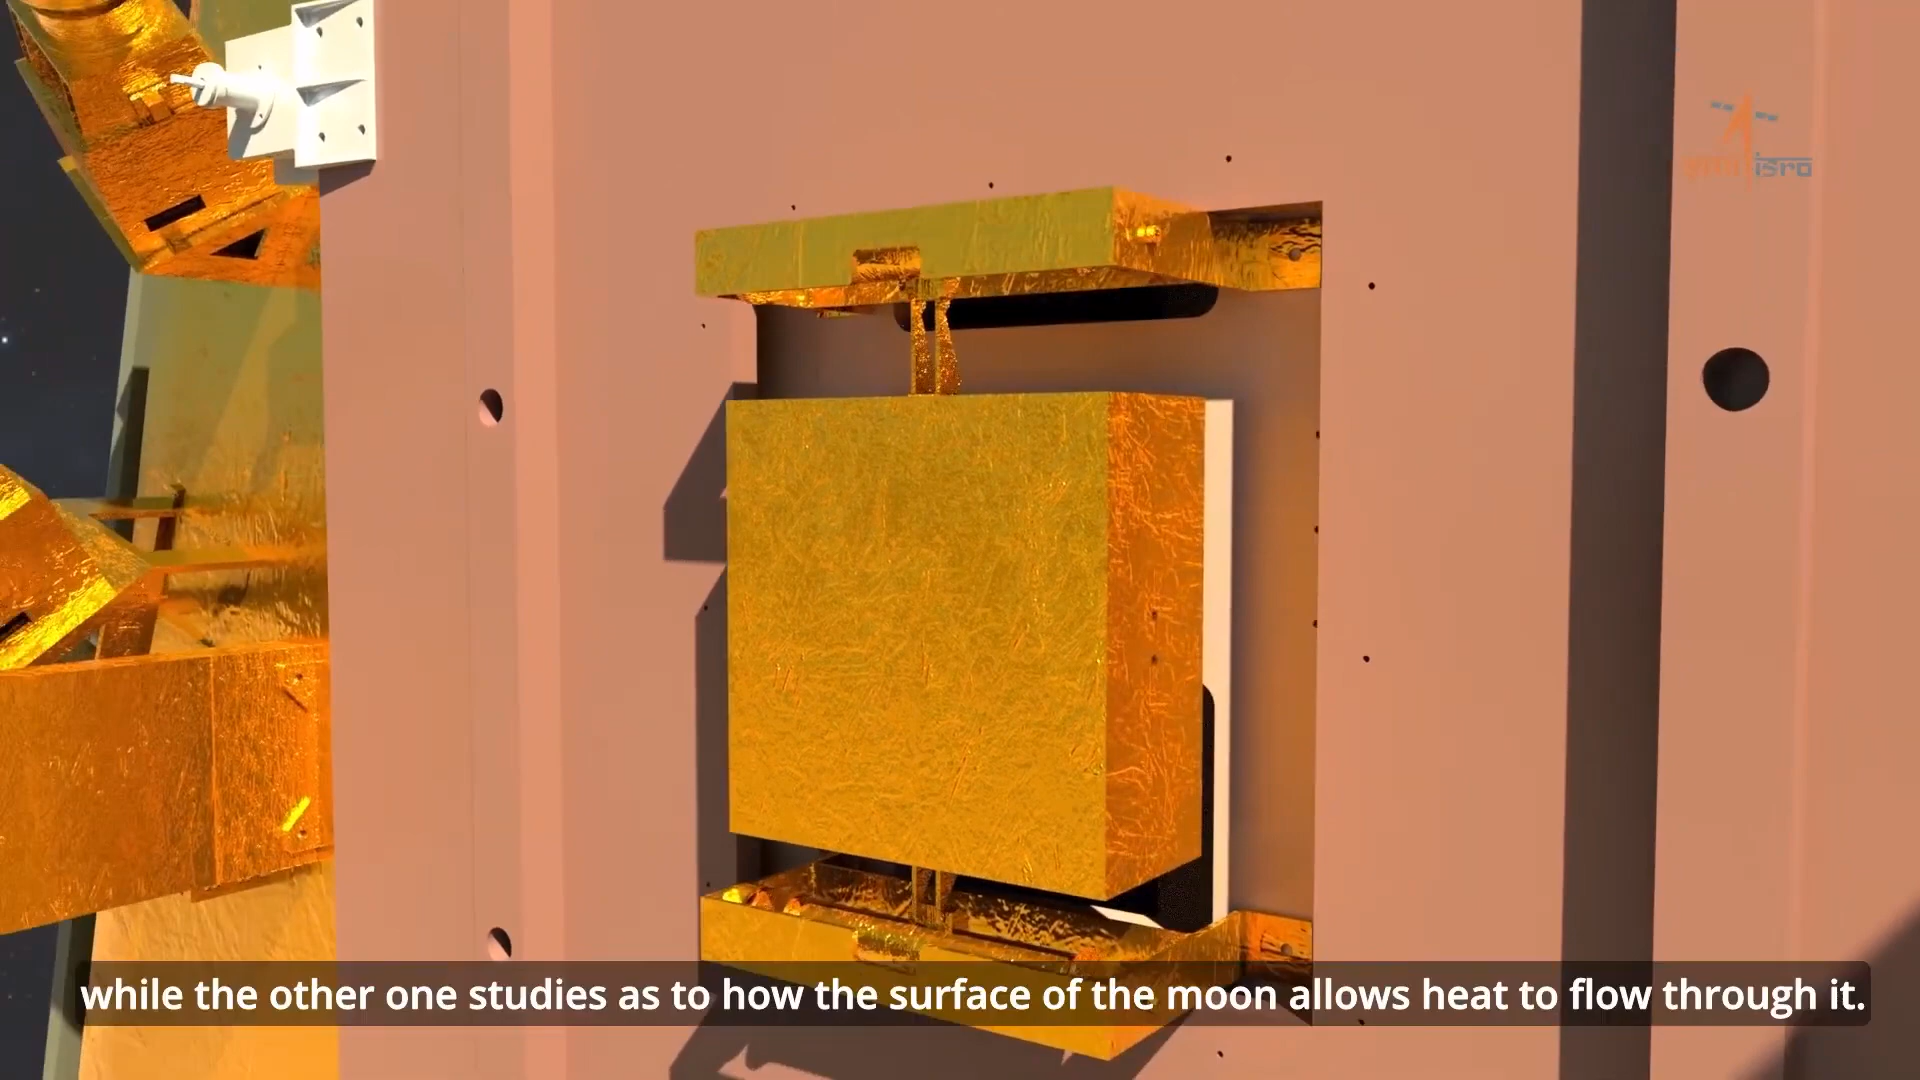 isro
while the other one studies as to how the surface of the moon allows heat to flow through it.